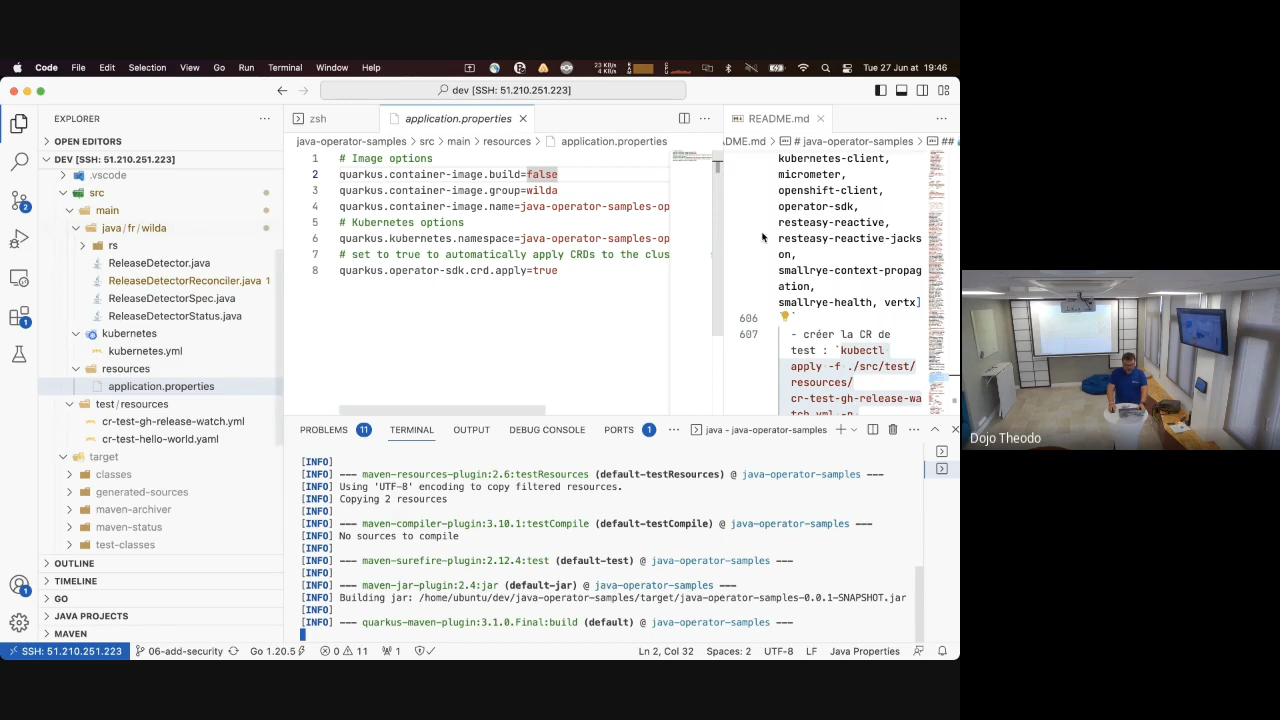 Code File Edit Selection View Go Run Terminal Window Help
23 KB/s
4 KB/s
Tue 27 Jun at 19:46
dev [SSH: 51.210.251.223]
EXPLORER
OPEN EDITORS
DEV [SSH: 51.210.251.223]
.vscode
src
main
java/fr/wilda
rs
ReleaseDetector.java
ReleaseDetectorReconciler.java 1
ReleaseDetectorSpec.java
ReleaseDetectorStatus.java
kubernetes
kubernetes.yml
resources
application.properties
test/resources
cr-test-gh-release-watch.yml
cr-test-hello-world.yaml
target
classes
generated-sources
maven-archiver
maven-status
test-classes
OUTLINE
TIMELINE
GO
JAVA PROJECTS
MAVEN
zsh
application.properties
java-operator-samples > src > main > resources > application.properties
1 # Image options
2 quarkus.container-image.build=false
3 quarkus.container-image.group=wilda
4 quarkus.container-image.name=java-operator-samples-op
5 # Kubernetes options
6 quarkus.kubernetes.namespace=java-operator-samples-op
7 # set to true to automatically apply CRDs to the clus
8 quarkus.operator-sdk.crd.apply=true
README.md
DME.md > # java-operator-samples > ##
kubernetes-client,
micrometer,
openshift-client,
operator-sdk,
resteasy-reactive,
resteasy-reactive-jacks
on,
smallrye-context-propag
ation,
smallrye-health, vertx]
606
607 - créer la CR de
test : `kubectl
apply -f ./src/test/
resources/
cr-test-gh-release-wa
tch.yml -n
PROBLEMS 11 TERMINAL OUTPUT DEBUG CONSOLE PORTS 1 java - java-operator-samples
[INFO]
[INFO] --- maven-resources-plugin:2.6:testResources (default-testResources) @ java-operator-samples ---
[INFO] Using 'UTF-8' encoding to copy filtered resources.
[INFO] Copying 2 resources
[INFO]
[INFO] --- maven-compiler-plugin:3.10.1:testCompile (default-testCompile) @ java-operator-samples ---
[INFO] No sources to compile
[INFO]
[INFO] --- maven-surefire-plugin:2.12.4:test (default-test) @ java-operator-samples ---
[INFO]
[INFO] --- maven-jar-plugin:2.4:jar (default-jar) @ java-operator-samples ---
[INFO] Building jar: /home/ubuntu/dev/java-operator-samples/target/java-operator-samples-0.0.1-SNAPSHOT.jar
[INFO]
[INFO] --- quarkus-maven-plugin:3.1.0.Final:build (default) @ java-operator-samples ---
SSH: 51.210.251.223 06-add-security Go 1.20.5 0 11 1 Ln 2, Col 32 Spaces: 2 UTF-8 LF Java Properties
2
1
1
Dojo Theodo